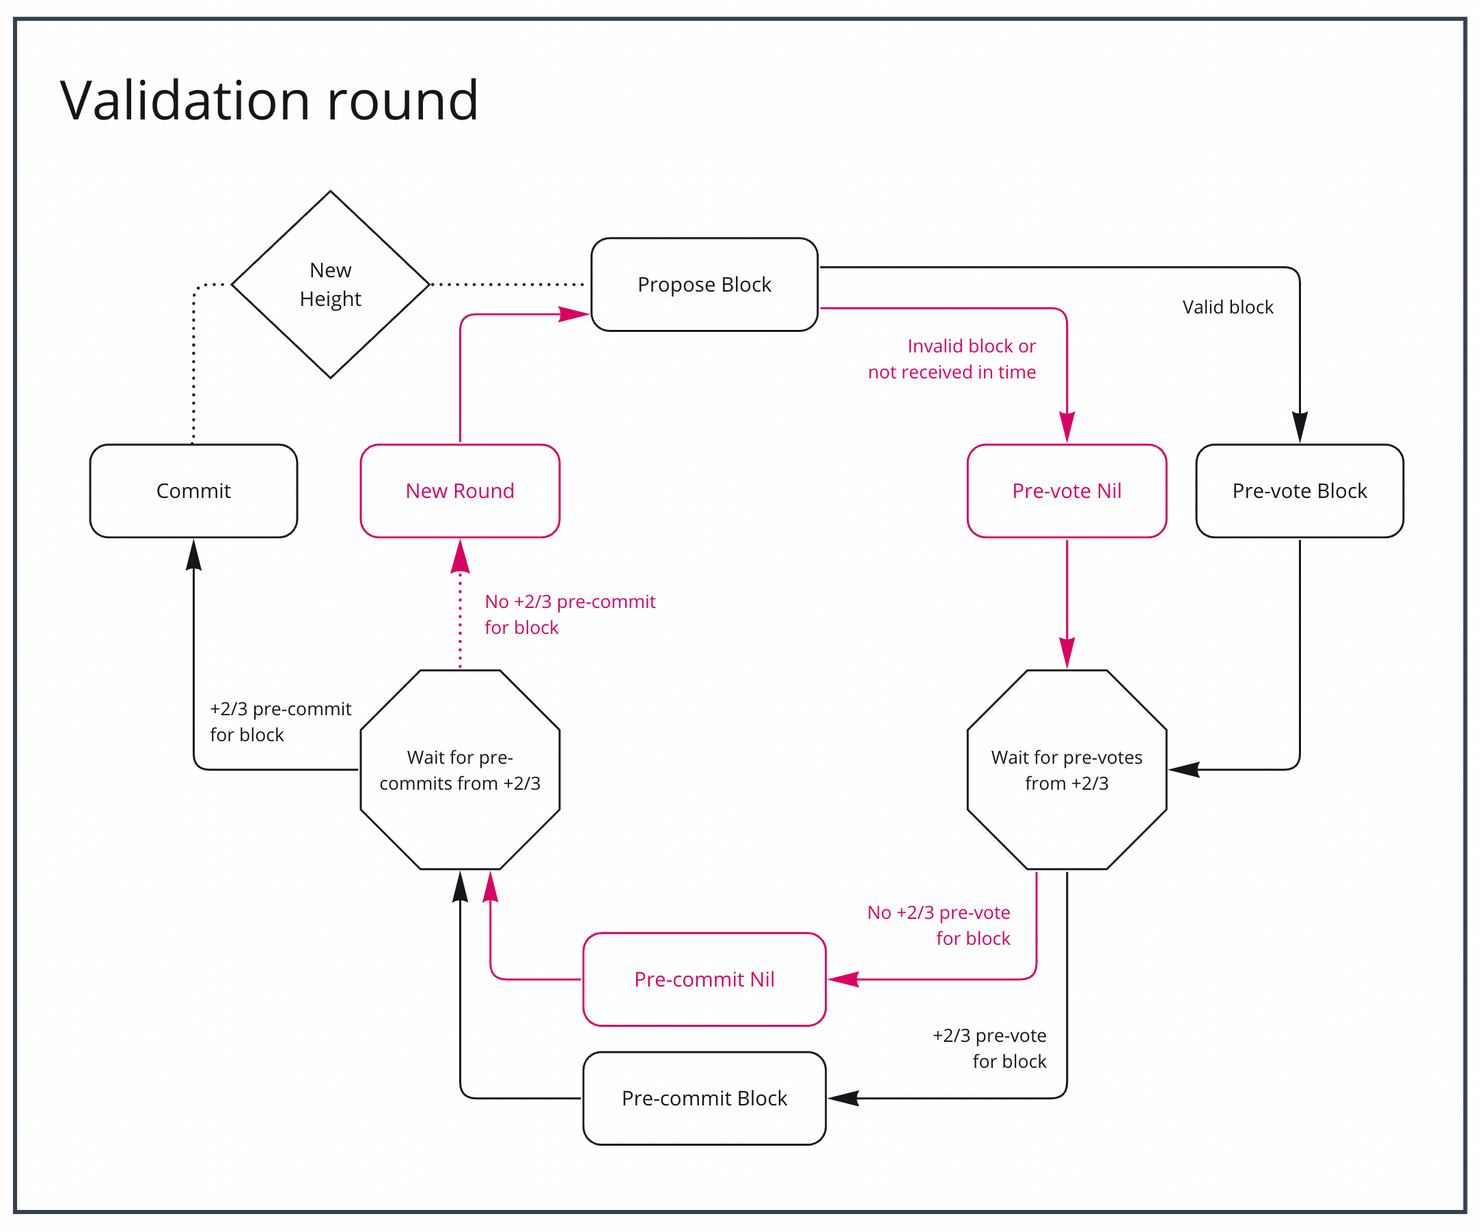 Validation round
New
Height
Propose Block
Valid block
Invalid block or
not received in time
Commit
New Round
Pre-vote Nil
Pre-vote Block
No +2/3 pre-commit
for block
+2/3 pre-commit
for block
Wait for pre-
commits from +2/3
Wait for pre-votes
from +2/3
No +2/3 pre-vote
for block
Pre-commit Nil
+2/3 pre-vote
for block
Pre-commit Block